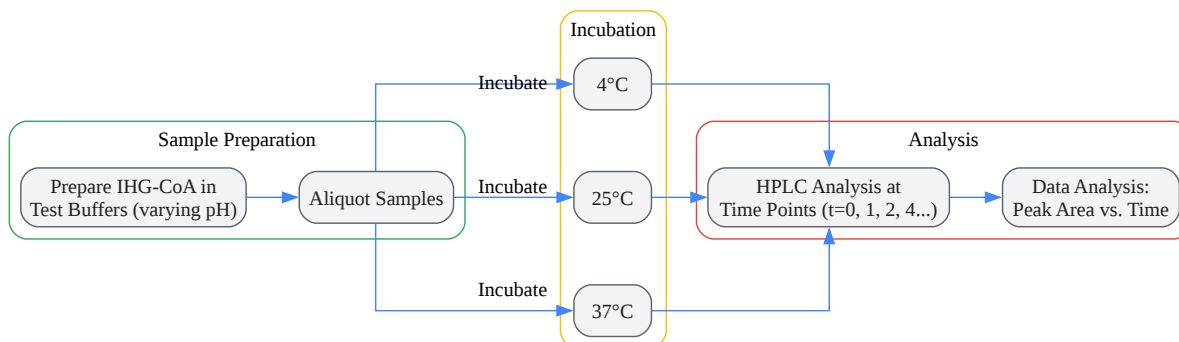 Incubation
Incubate
4°C
Sample Preparation
Analysis
Prepare IHG-CoA in
Test Buffers (varying pH)
Aliquot Samples
Incubate
25°C
HPLC Analysis at
Time Points (t=0, 1, 2, 4...)
Data Analysis:
Peak Area vs. Time
Incubate
37°C